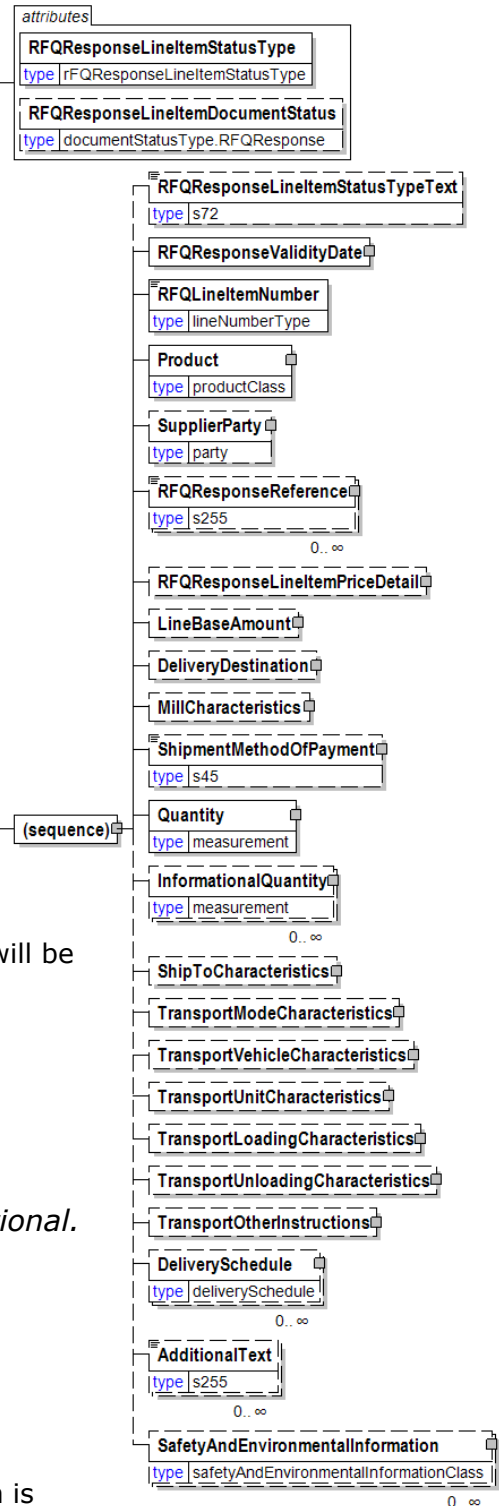 attributes
RFQResponseLineItemStatusType
type rFQResponseLineItemStatusType
RFQResponseLineItemDocumentStatus
type documentStatusType.RFQResponse
RFQResponseLineItemStatusTypeText
type s72
RFQResponseValidityDate
RFQLineItemNumber
type lineNumberType
Product
type productClass
SupplierParty
type party
RFQResponseReference
type s255
0.. ∞
RFQResponseLineItemPriceDetail
LineBaseAmount
DeliveryDestination
MillCharacteristics
ShipmentMethodOfPayment
type s45
(sequence)
Quantity
type measurement
InformationalQuantity
type measurement
0.. ∞
will be
ShipToCharacteristics
TransportModeCharacteristics
TransportVehicleCharacteristics
TransportUnitCharacteristics
TransportLoadingCharacteristics
TransportUnloadingCharacteristics
ional.
TransportOtherInstructions
DeliverySchedule
type deliverySchedule
0.. ∞
AdditionalText
type s255
0.. ∞
SafetyAndEnvironmentalInformation
type safetyAndEnvironmentalInformationClass
n is
0.. ∞